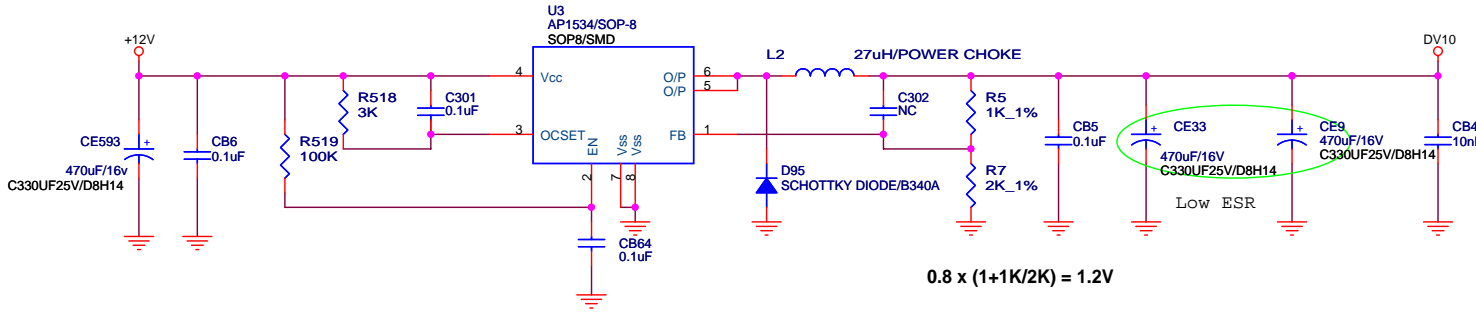 U3
AP1534/SOP-8
SOP8/SMD
+12V
L2
27uH/POWER CHOKE
DV10
4
Vcc
O/P
6
O/P
5
R518
3K
C301
0.1uF
C302
NC
R5
1K_1%
3
OCSET
FB
1
CE593
+
470uF/16v
C330UF25V/D8H14
CB6
0.1uF
R519
100K
EN
Vss
Vss
2
7
8
CB5
0.1uF
+
CE33
470uF/16V
C330UF25V/D8H14
+
CE9
470uF/16V
C330UF25V/D8H14
CB4
D95
SCHOTTKY DIODE/B340A
R7
2K_1%
Low ESR
CB64
0.1uF
0.8 x (1+1K/2K) = 1.2V